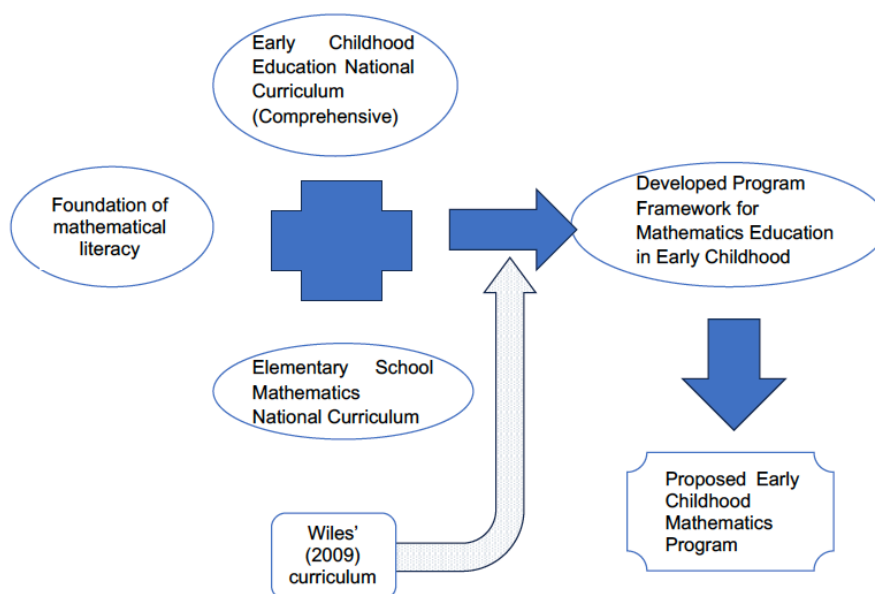 Early Childhood
Education National
Curriculum
(Comprehensive)
Foundation of
mathematical
literacy
Developed Program
Framework for
Mathematics Education
in Early Childhood
Elementary School
Mathematics
National Curriculum
Wiles'
(2009)
curriculum
Proposed Early
Childhood
Mathematics
Program